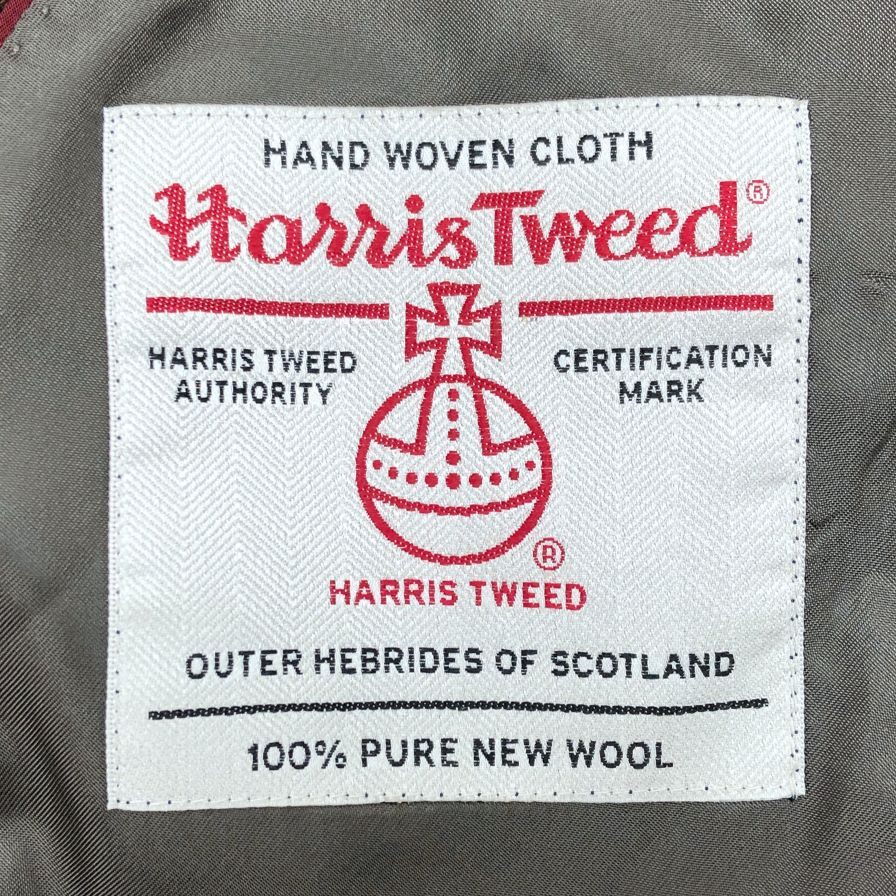 HAND WOVEN CLOTH
Harris Tweed®
HARRIS TWEED
AUTHORITY
CERTIFICATION
MARK
®
HARRIS TWEED
OUTER HEBRIDES OF SCOTLAND
100% PURE NEW WOOL